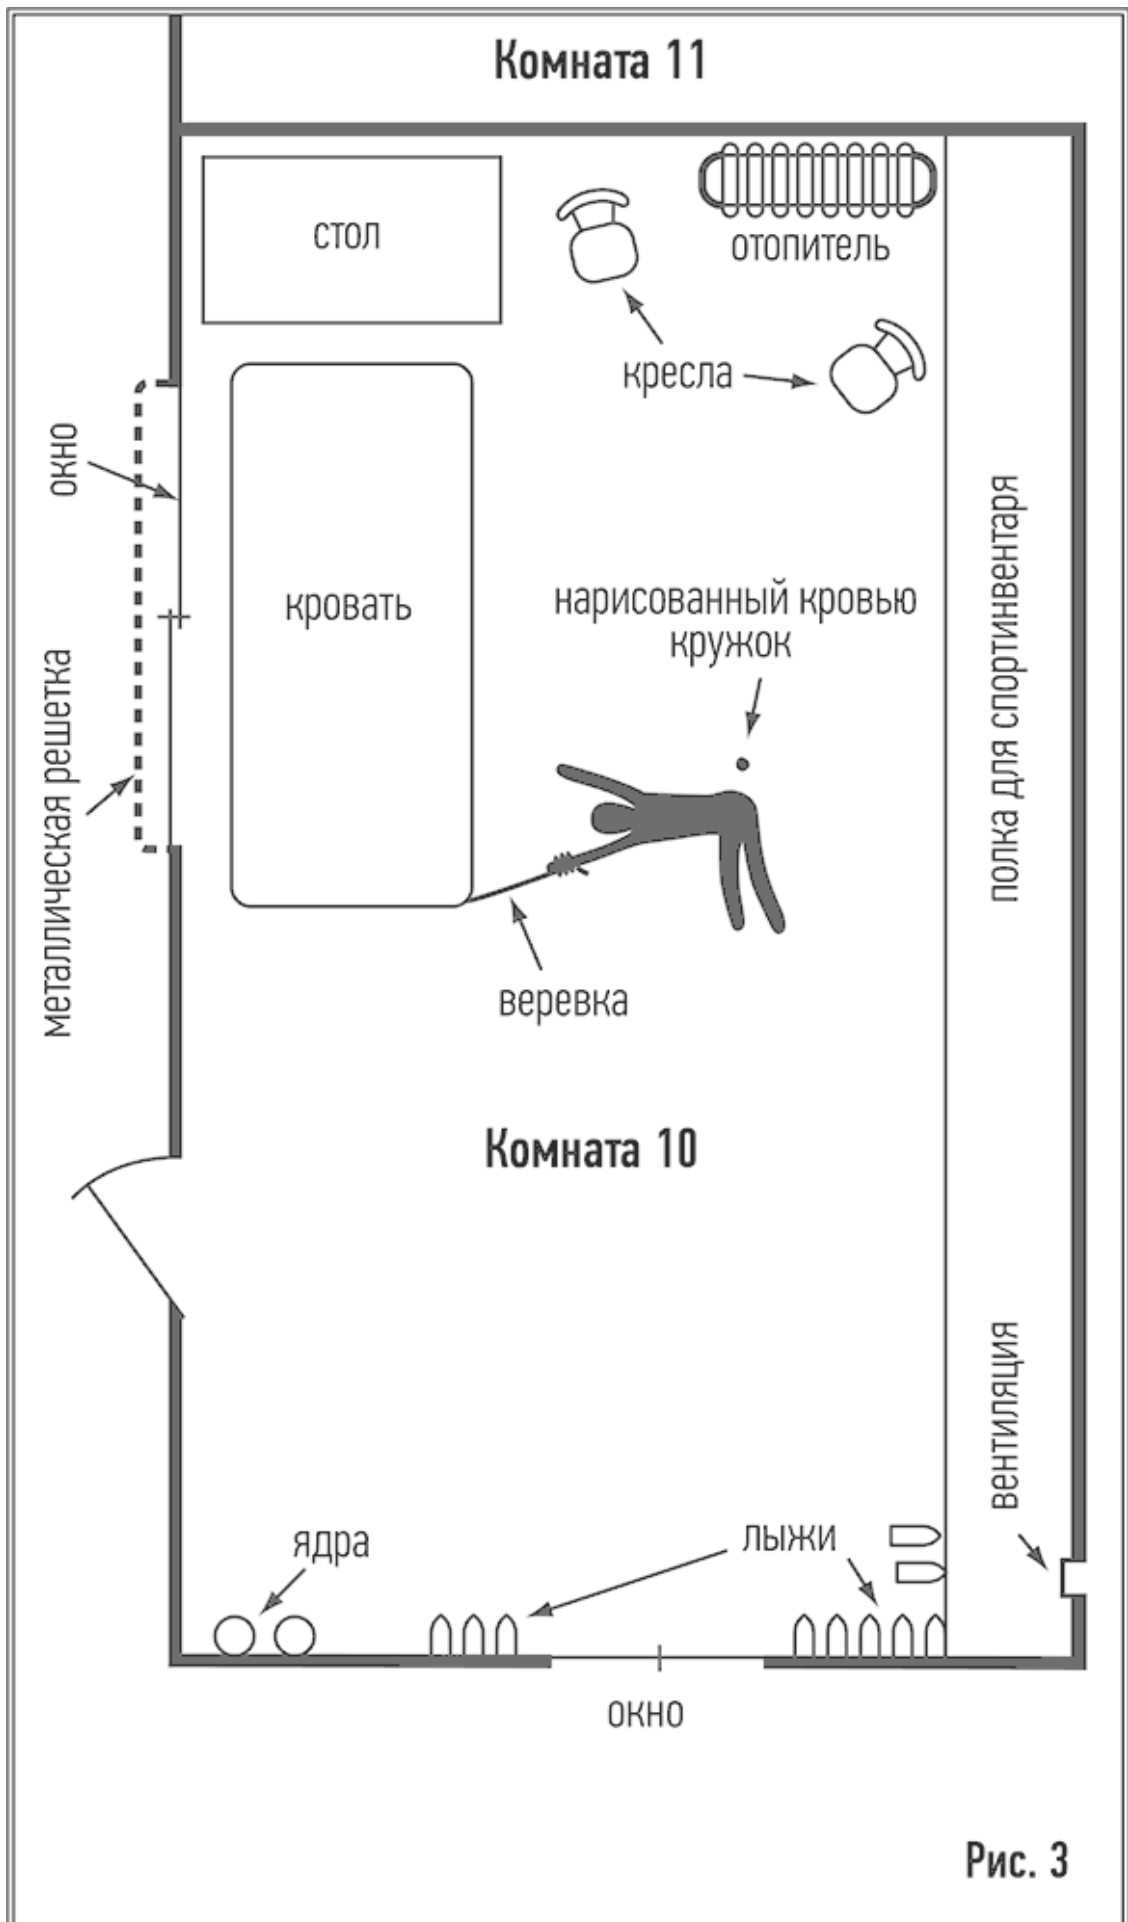 Комната 11
стол
отопитель
кресла
окно
металлическая решетка
кровать
нарисованный кровью
кружок
полка для спортинвентаря
веревка
Комната 10
вентиляция
ядра
лыжи
окно
Рис. 3